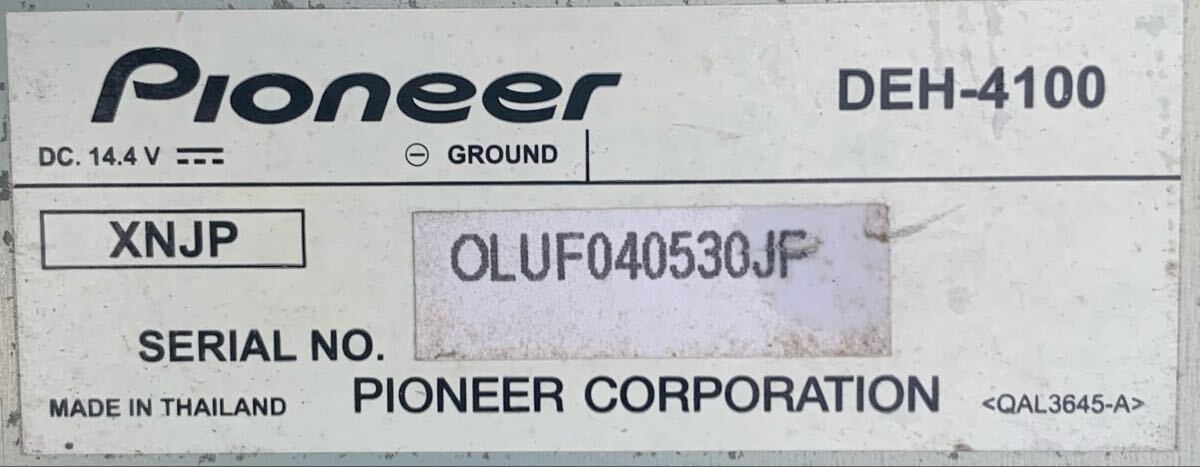 Pioneer DEH-4100
DC. 14.4 V ⎓ ⊖ GROUND
XNJP
SERIAL NO. OLUF040530JP
MADE IN THAILAND PIONEER CORPORATION <QAL3645-A>